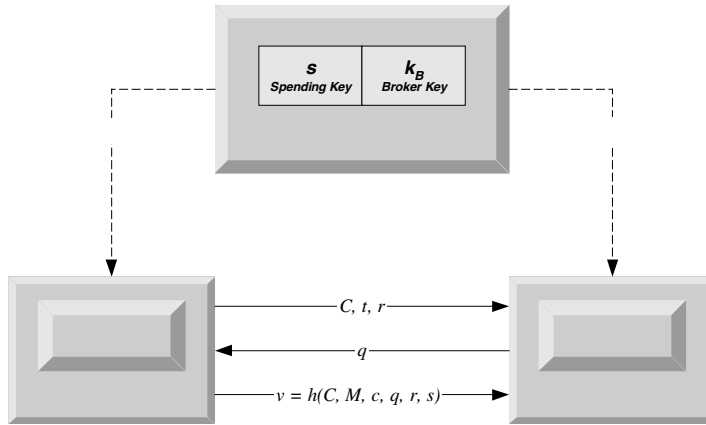 s
Spending Key
k_B
Broker Key
C, t, r
q
v = h(C, M, c, q, r, s)